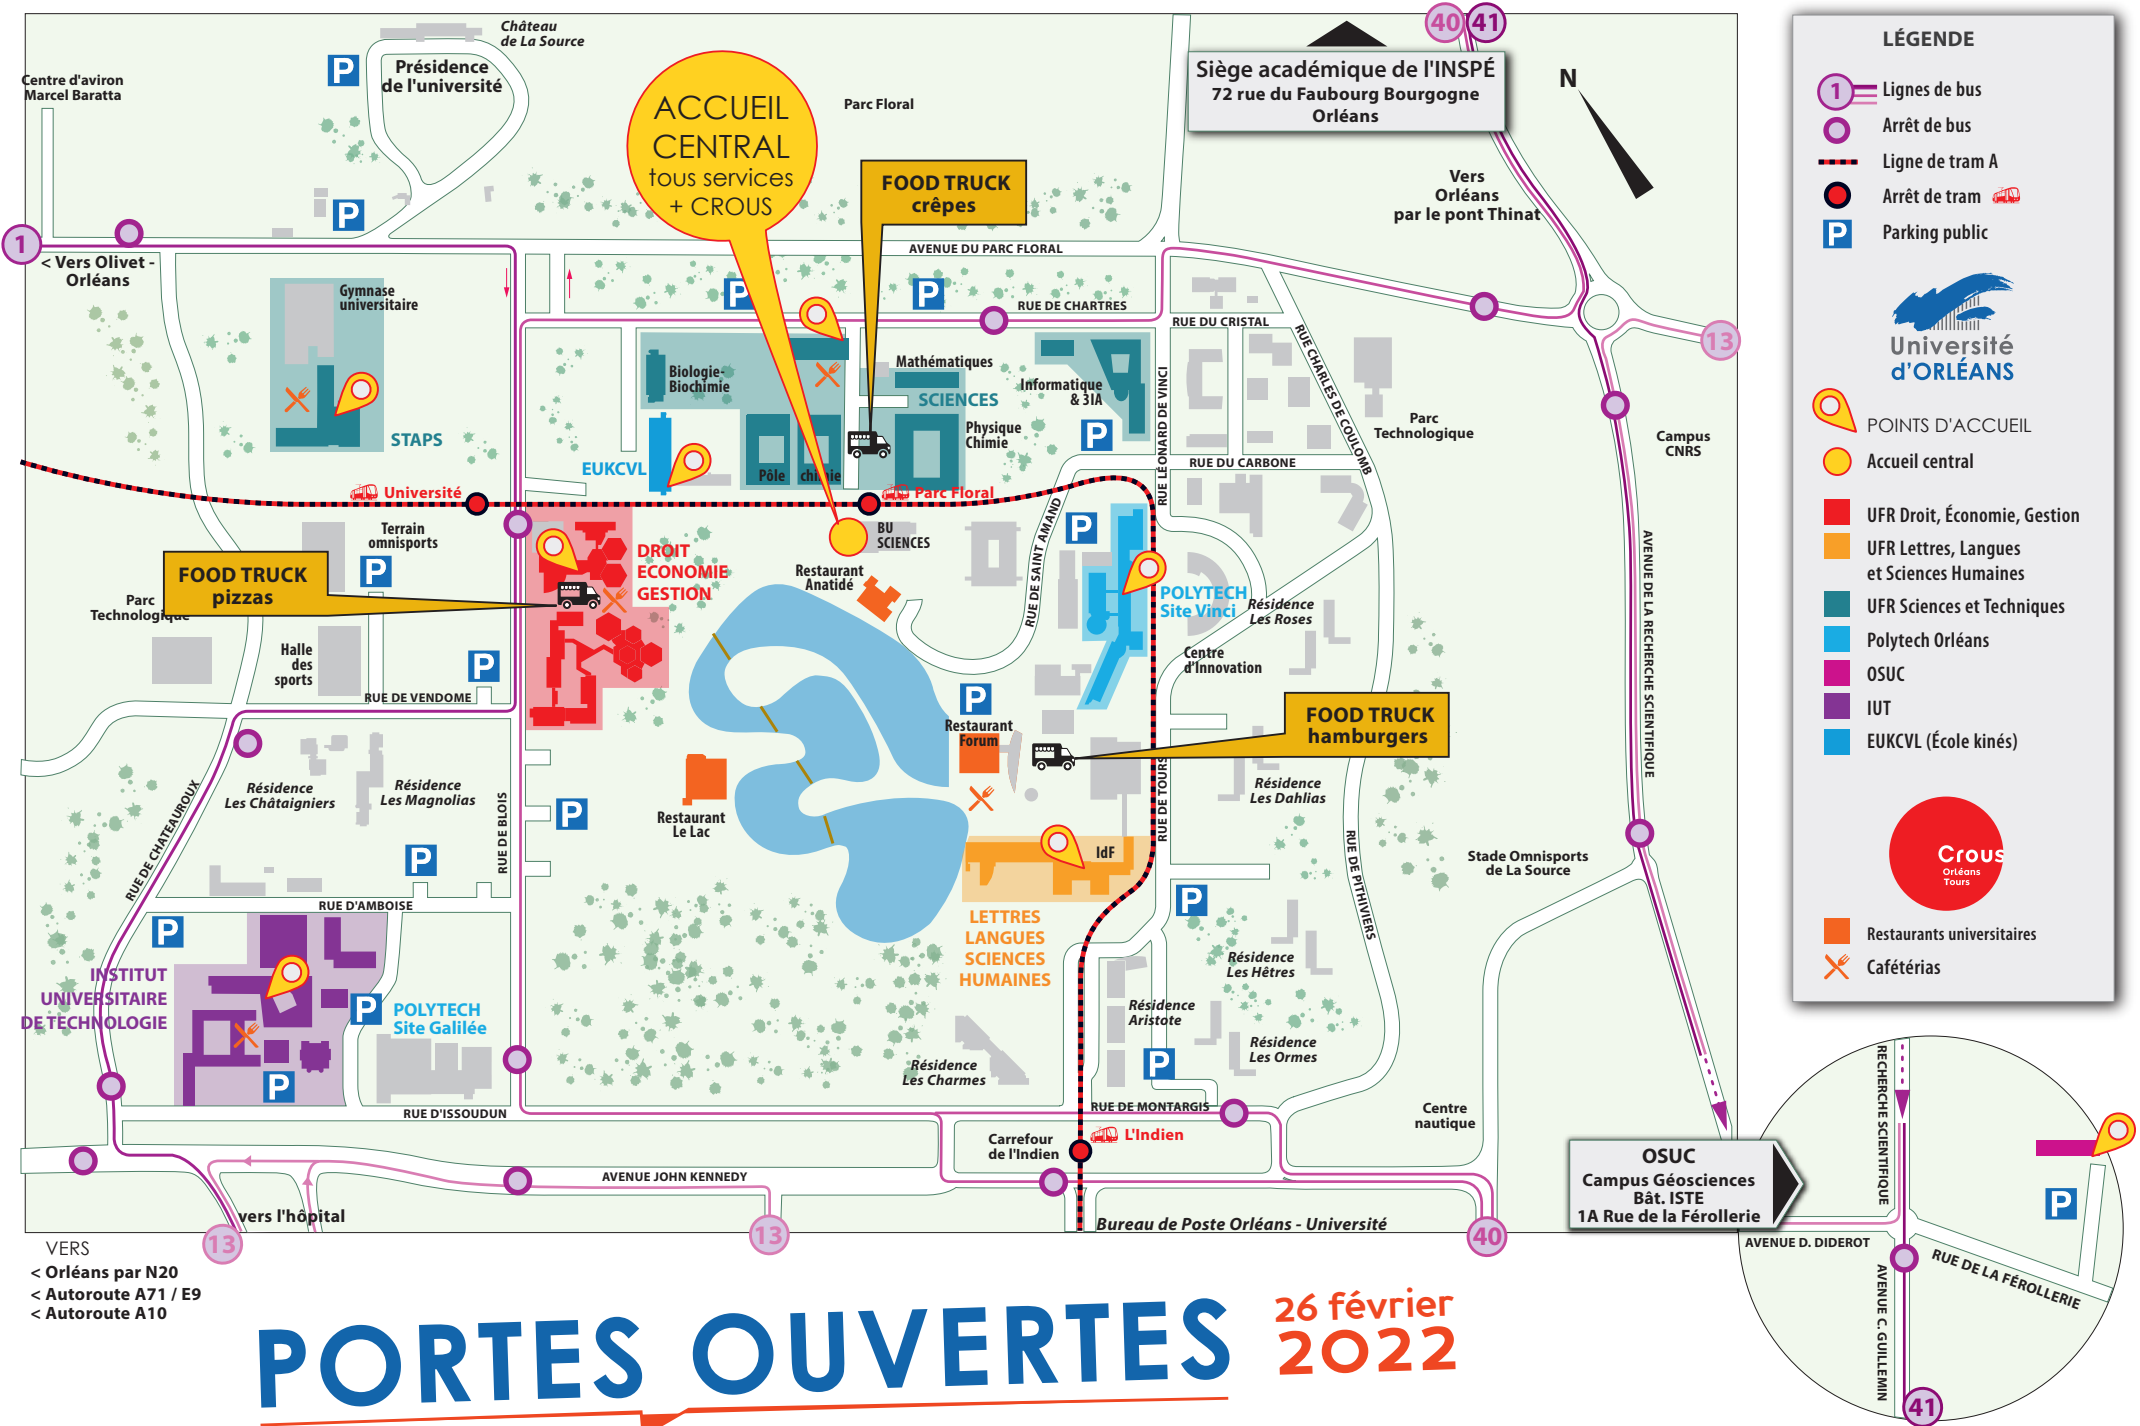 Château
de La Source
Présidence
de l'université
P
Centre d'aviron
Marcel Baratta
P
1
< Vers Olivet -
Orléans
ACCUEIL
CENTRAL
tous services
+ CROUS
Parc Floral
FOOD TRUCK
crêpes
40
41
Siège académique de l'INSPÉ
72 rue du Faubourg Bourgogne
Orléans
N
Vers
Orléans
par le pont Thinat
AVENUE DU PARC FLORAL
P
P
RUE DE CHARTRES
RUE DU CRISTAL
13
Gymnase
universitaire
STAPS
Biologie-
Biochimie
Mathématiques
SCIENCES
Physique
Chimie
Informatique
& 3IA
P
Pôle chimie
EUKCVL
RUE LÉONARD DE VINCI
RUE CHARLES DE COULOMB
RUE DU CARBONE
Parc
Technologique
Campus
CNRS
Université
Parc Floral
Terrain
omnisports
P
FOOD TRUCK
pizzas
Parc
Technologique
Halle
des
sports
P
RUE DE VENDOME
DROIT
ECONOMIE
GESTION
BU
SCIENCES
Restaurant
Anatidé
RUE DE SAINT AMAND
P
POLYTECH
Site Vinci
Résidence
Les Roses
Centre
d'Innovation
AVENUE DE LA RECHERCHE SCIENTIFIQUE
P
Restaurant
Forum
FOOD TRUCK
hamburgers
Résidence
Les Châtaigniers
Résidence
Les Magnolias
RUE DE CHATEAUROUX
RUE DE BLOIS
P
P
Restaurant
Le Lac
RUE DE TOURS
Résidence
Les Dahlias
RUE DE PITHIVIERS
IdF
Stade Omnisports
de La Source
RUE D'AMBOISE
P
INSTITUT
UNIVERSITAIRE
DE TECHNOLOGIE
P
P
POLYTECH
Site Galilée
LETTRES
LANGUES
SCIENCES
HUMAINES
P
Résidence
Les Hêtres
Résidence
Aristote
Résidence
Les Ormes
P
Résidence
Les Charmes
RUE D'ISSOUDUN
RUE DE MONTARGIS
Centre
nautique
Carrefour
de l'Indien
L'Indien
AVENUE JOHN KENNEDY
vers l'hôpital
13
13
40
Bureau de Poste Orléans - Université
VERS
< Orléans par N20
< Autoroute A71 / E9
< Autoroute A10
OSUC
Campus Géosciences
Bât. ISTE
1A Rue de la Férollerie
RECHERCHE SCIENTIFIQUE
P
AVENUE D. DIDEROT
RUE DE LA FÉROLLERIE
AVENUE C. GUILLEMIN
41
PORTES OUVERTES
26 février
2022
LÉGENDE
1 Lignes de bus
Arrêt de bus
Ligne de tram A
Arrêt de tram
P Parking public
Université
d'ORLÉANS
POINTS D'ACCUEIL
Accueil central
UFR Droit, Économie, Gestion
UFR Lettres, Langues
et Sciences Humaines
UFR Sciences et Techniques
Polytech Orléans
OSUC
IUT
EUKCVL (École kinés)
Crous
Orléans
Tours
Restaurants universitaires
Cafétérias